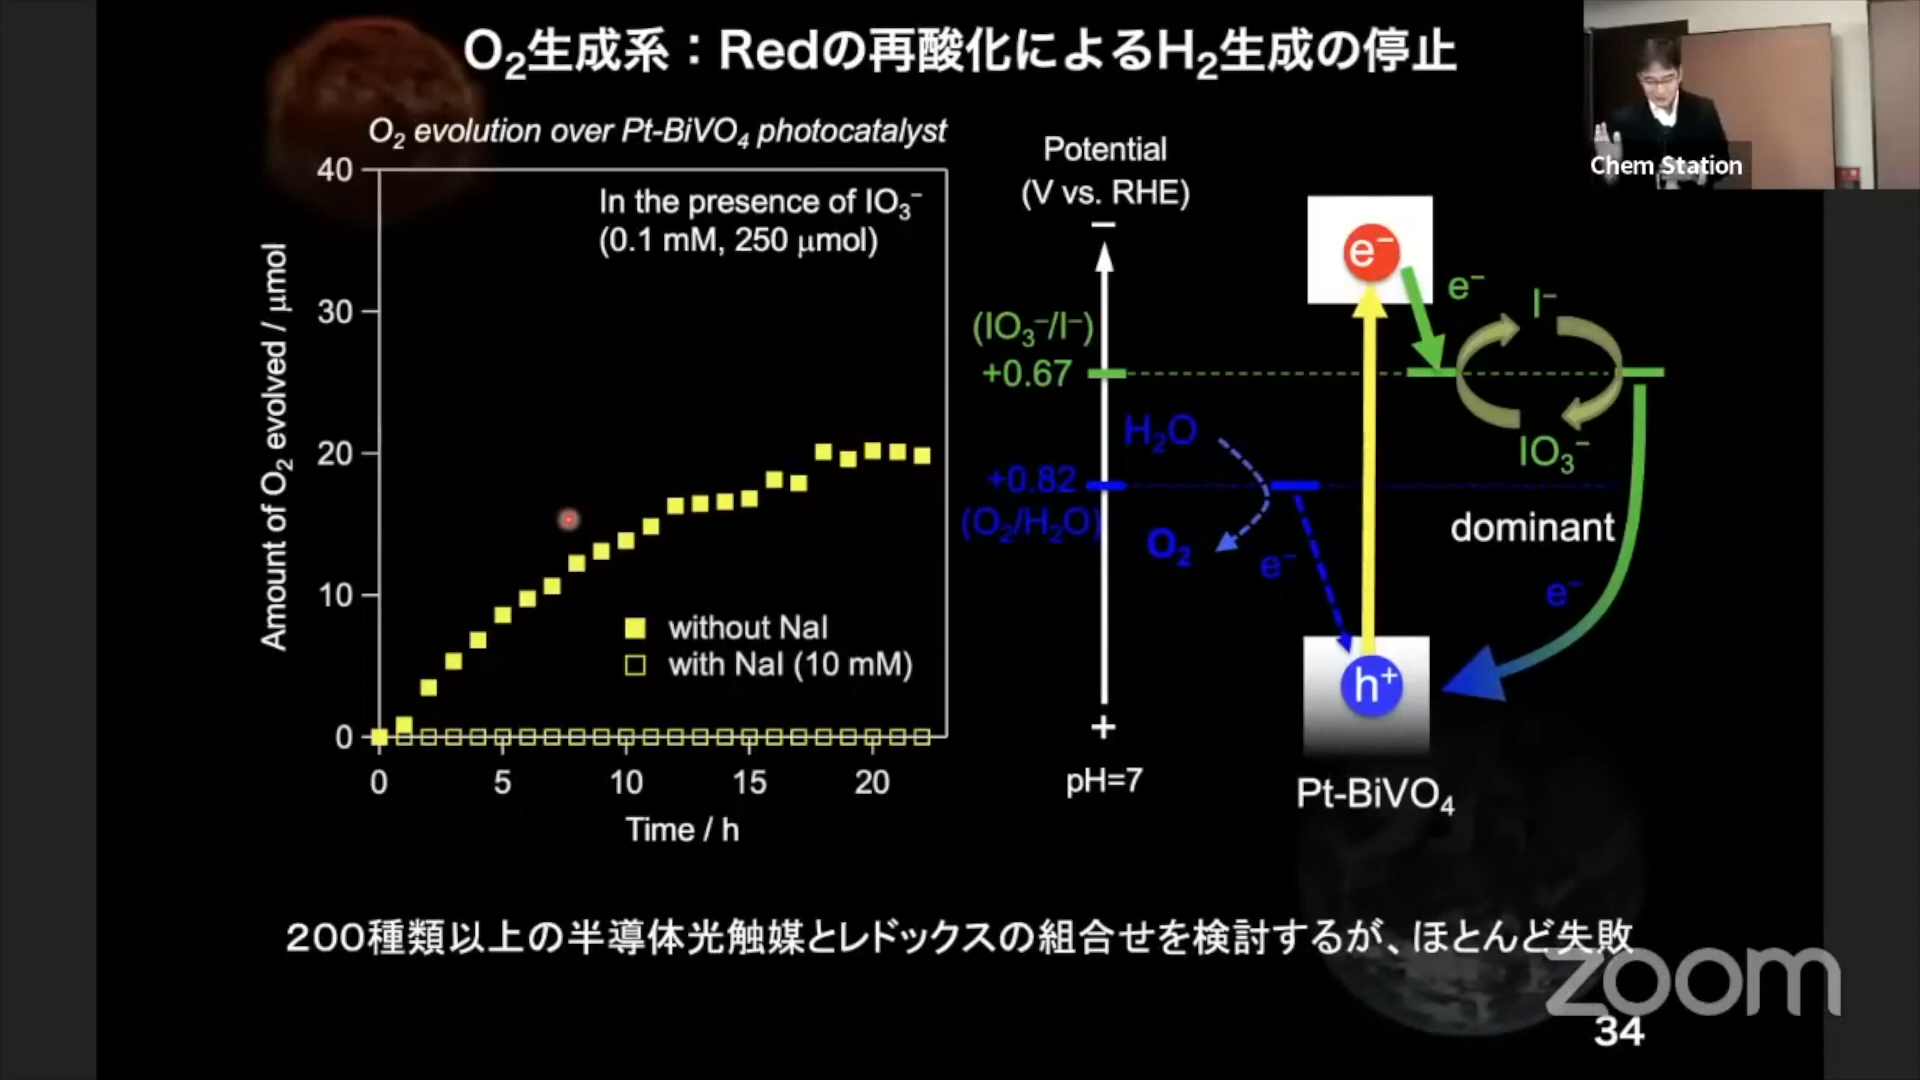 O₂生成系：Redの再酸化によるH₂生成の停止
Chem Station
O₂ evolution over Pt-BiVO₄ photocatalyst
In the presence of IO₃⁻
(0.1 mM, 250 μmol)
Amount of O₂ evolved / μmol
40
30
20
10
0
without NaI
with NaI (10 mM)
0 5 10 15 20
Time / h
Potential
(V vs. RHE)
−
(IO₃⁻/I⁻)
+0.67
H₂O
+0.82
(O₂/H₂O)
O₂
e⁻
+
pH=7
e⁻
e⁻
I⁻
IO₃⁻
dominant
e⁻
h⁺
Pt-BiVO₄
200種類以上の半導体光触媒とレドックスの組合せを検討するが、ほとんど失敗
zoom
34